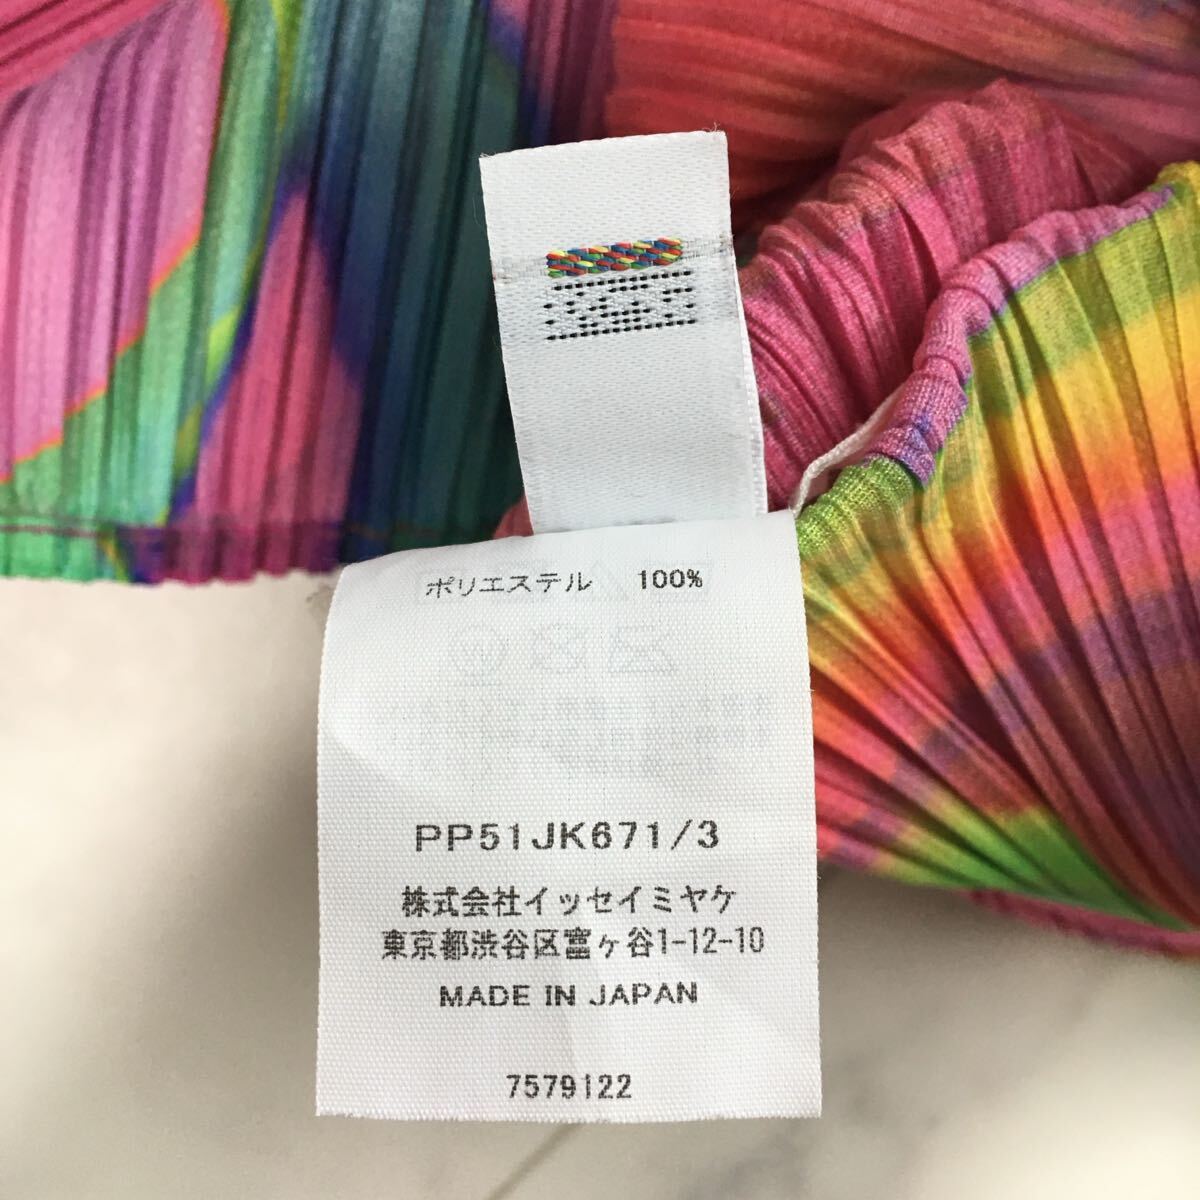 ポリエステル 100%
PP51JK671/3
株式会社イッセイミヤケ
東京都渋谷区富ヶ谷1-12-10
MADE IN JAPAN
7579122